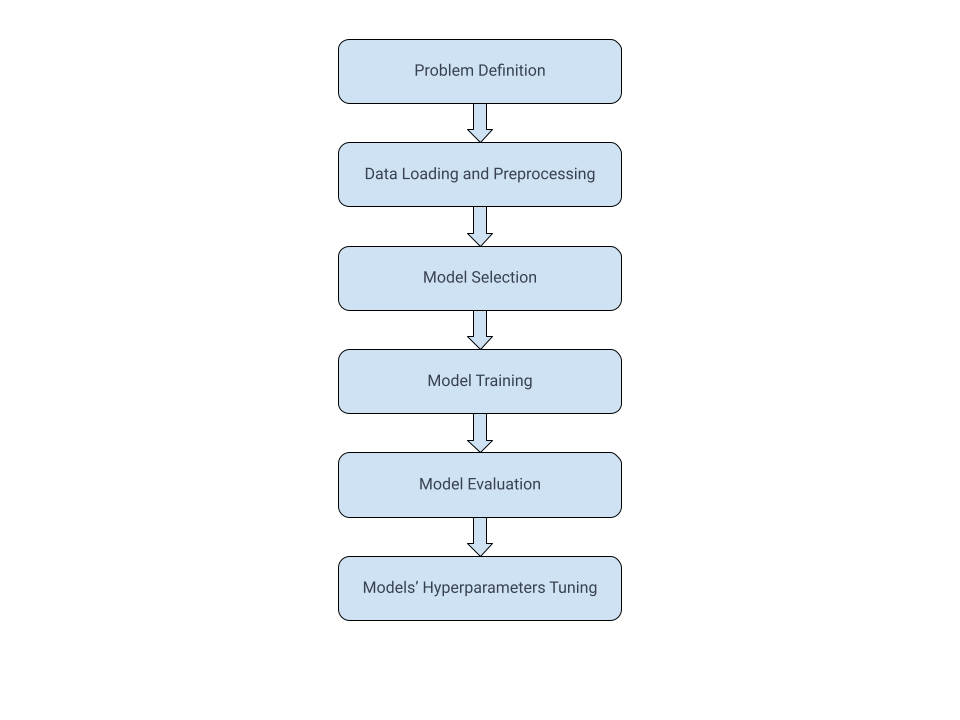 Problem Definition
Data Loading and Preprocessing
Model Selection
Model Training
Model Evaluation
Models’ Hyperparameters Tuning